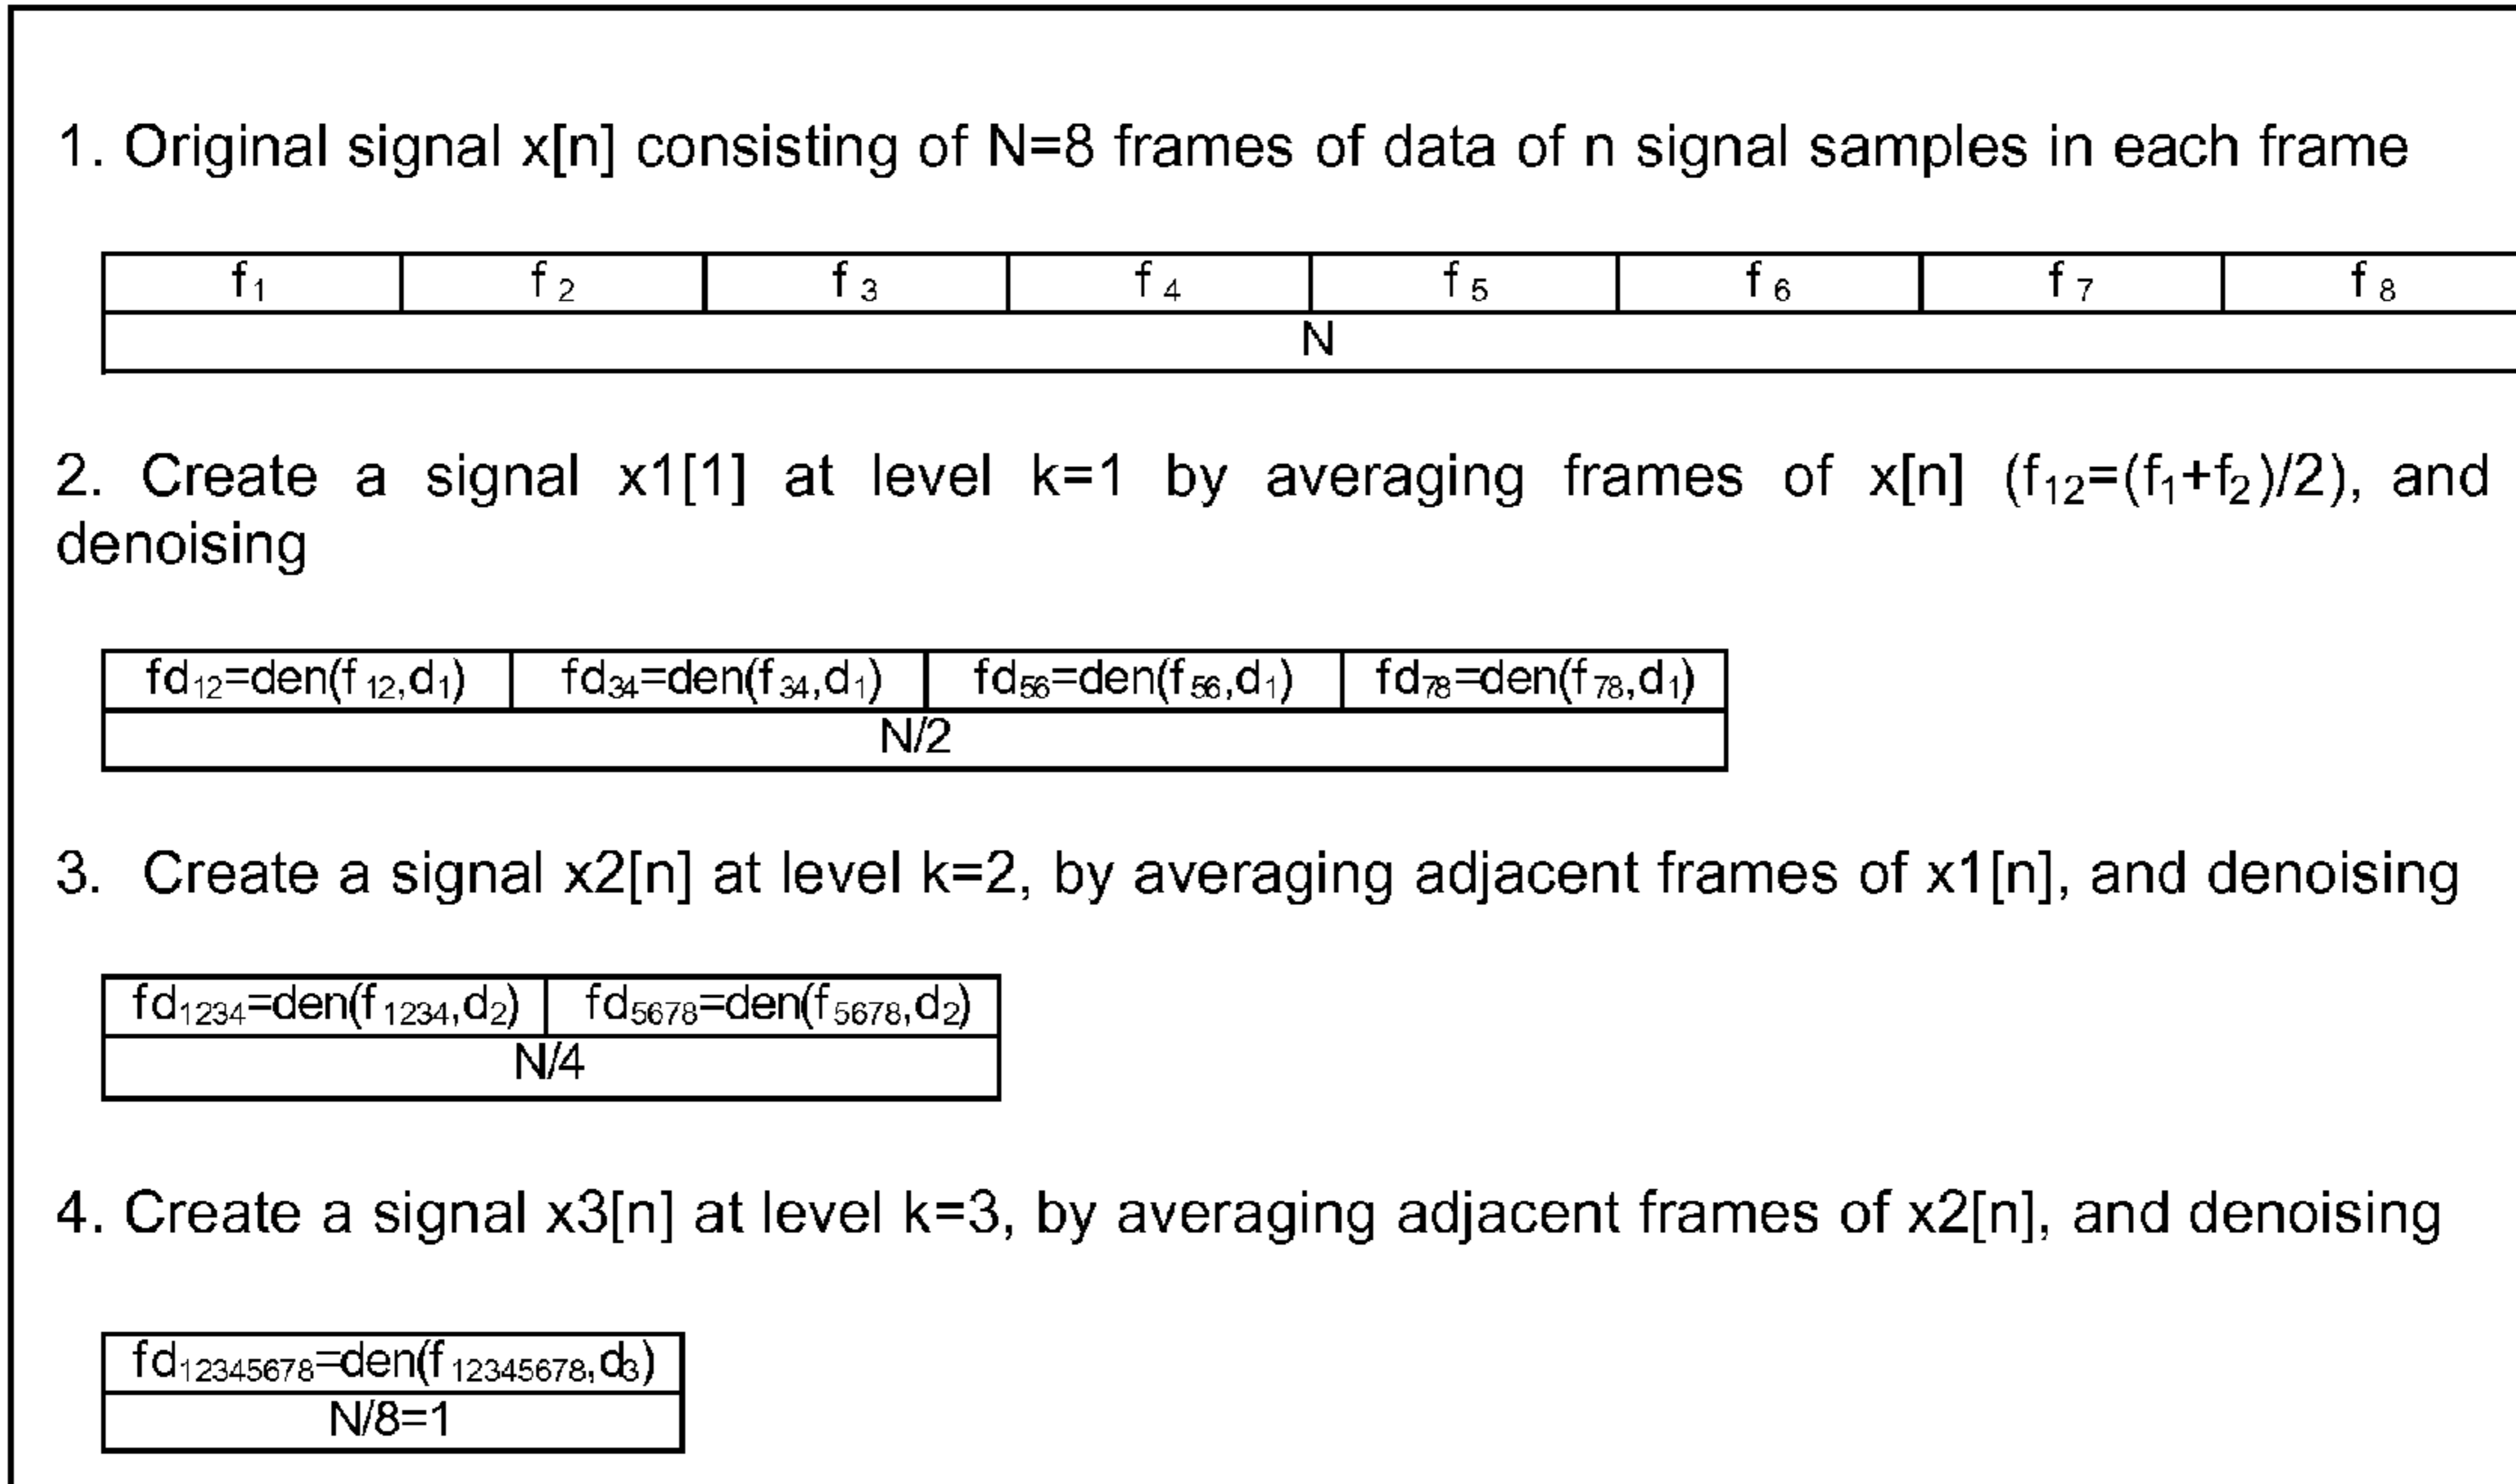 1. Original signal x[n] consisting of N=8 frames of data of n signal samples in each frame
f1 f2 f3 f4 f5 f6 f7 f8
N
2. Create a signal x1[1] at level k=1 by averaging frames of x[n] (f12=(f1+f2)/2), and
denoising
fd12=den(f12,d1) fd34=den(f34,d1) fd56=den(f56,d1) fd78=den(f78,d1)
N/2
3. Create a signal x2[n] at level k=2, by averaging adjacent frames of x1[n], and denoising
fd1234=den(f1234,d2) fd5678=den(f5678,d2)
N/4
4. Create a signal x3[n] at level k=3, by averaging adjacent frames of x2[n], and denoising
fd12345678=den(f12345678,d3)
N/8=1